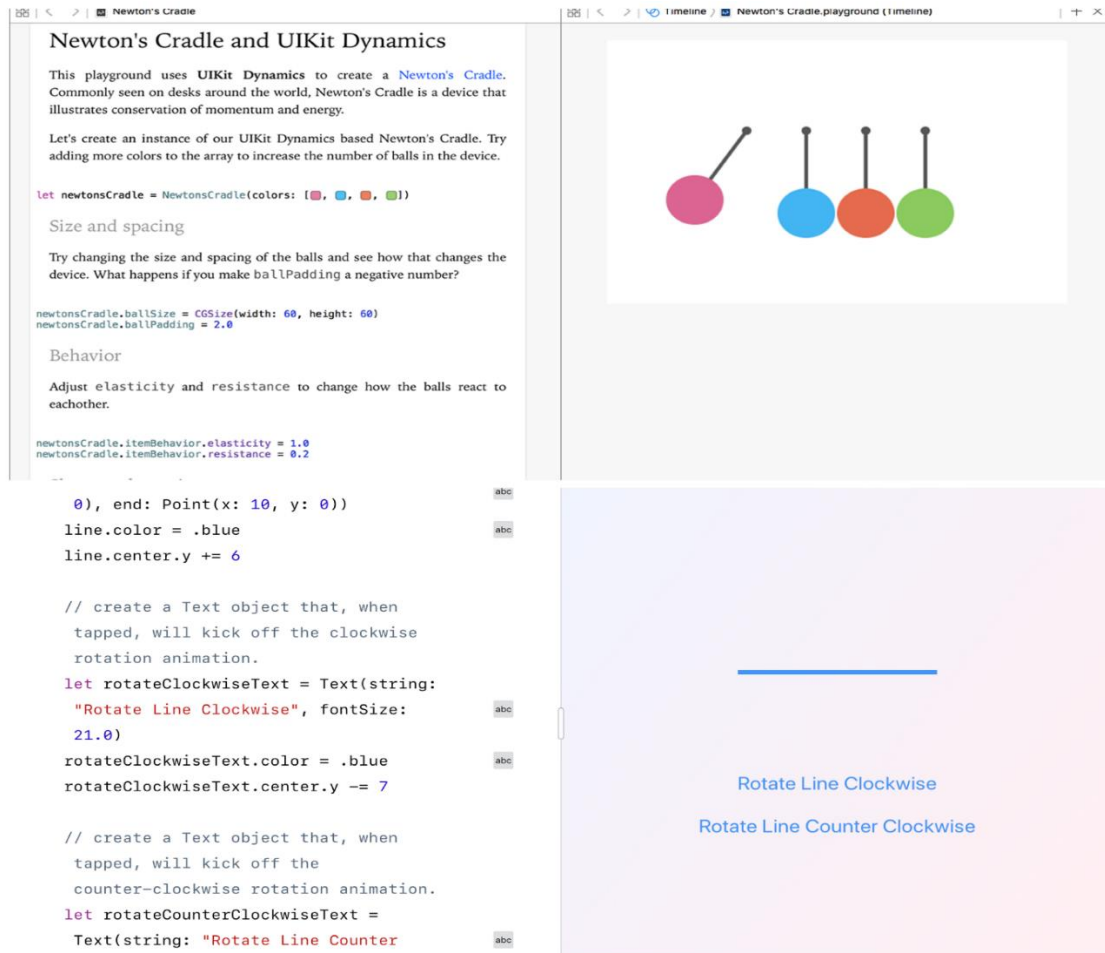 Newton's Cradle
Timeline
Newton's Cradle.playground (Timeline)
Newton's Cradle and UIKit Dynamics
This playground uses UIKit Dynamics to create a Newton's Cradle.
Commonly seen on desks around the world, Newton's Cradle is a device that
illustrates conservation of momentum and energy.
Let's create an instance of our UIKit Dynamics based Newton's Cradle. Try
adding more colors to the array to increase the number of balls in the device.
let newtonsCradle = NewtonsCradle(colors: [ , , , ])
Size and spacing
Try changing the size and spacing of the balls and see how that changes the
device. What happens if you make ballPadding a negative number?
newtonsCradle.ballSize = CGSize(width: 60, height: 60)
newtonsCradle.ballPadding = 2.0
Behavior
Adjust elasticity and resistance to change how the balls react to
eachother.
newtonsCradle.itemBehavior.elasticity = 1.0
newtonsCradle.itemBehavior.resistance = 0.2
0), end: Point(x: 10, y: 0))
abc
line.color = .blue
abc
line.center.y += 6
// create a Text object that, when
tapped, will kick off the clockwise
rotation animation.
let rotateClockwiseText = Text(string:
"Rotate Line Clockwise", fontSize:
abc
21.0)
rotateClockwiseText.color = .blue
abc
rotateClockwiseText.center.y -= 7
// create a Text object that, when
tapped, will kick off the
counter-clockwise rotation animation.
let rotateCounterClockwiseText =
Text(string: "Rotate Line Counter
abc
Rotate Line Clockwise
Rotate Line Counter Clockwise